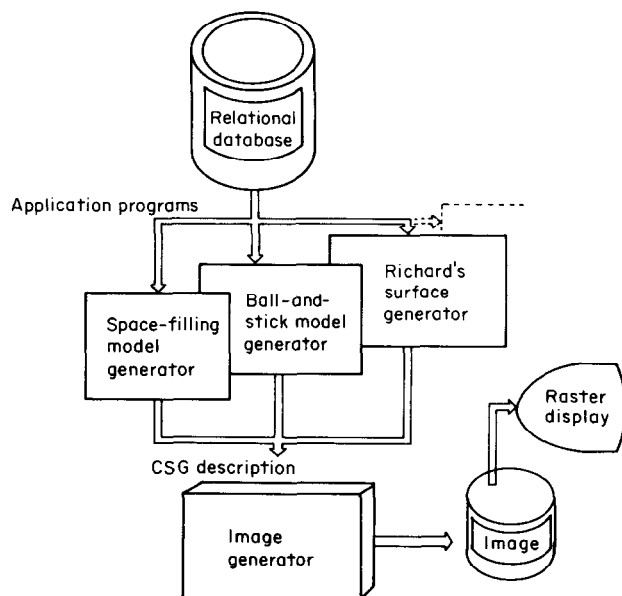 Relational
database
Application programs
Richard's
surface
generator
Ball-and-
stick model
generator
Space-filling
model
generator
Raster
display
CSG description
Image
generator
Image